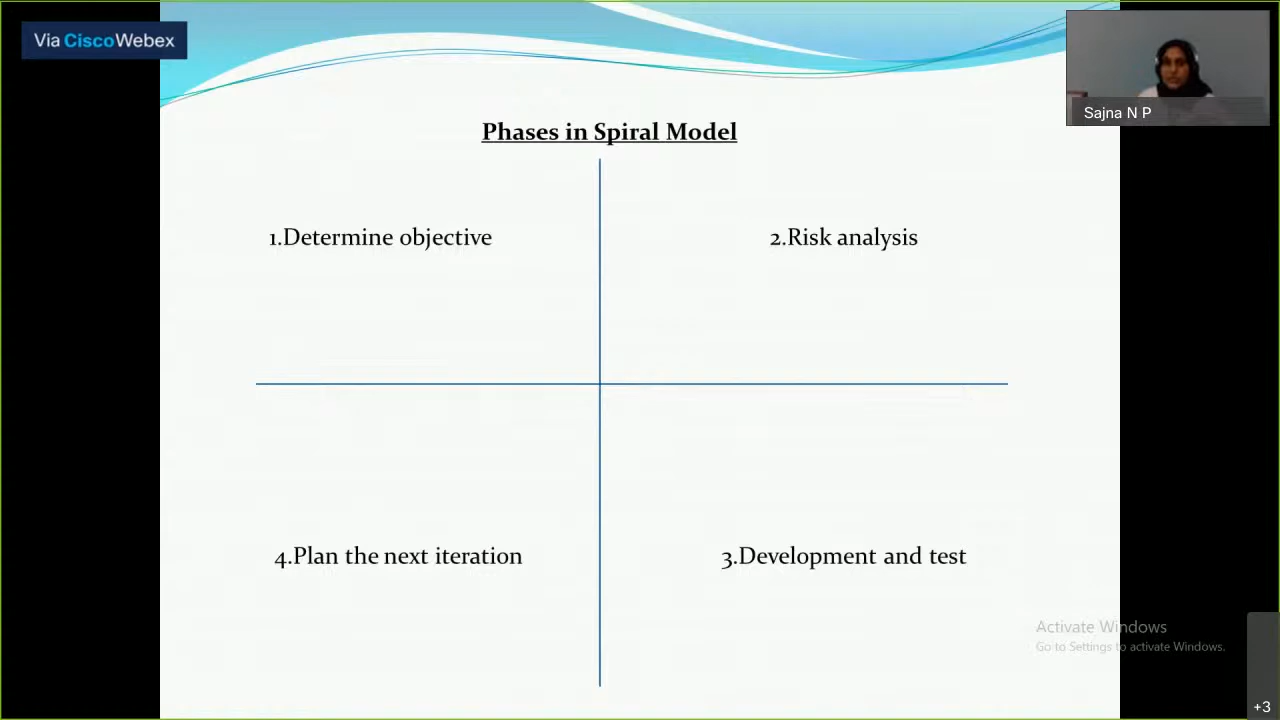 Via CiscoWebex
Sajna N P
Phases in Spiral Model
1.Determine objective
2.Risk analysis
4.Plan the next iteration
3.Development and test
Activate Windows
Go to Settings to activate Windows.
+3